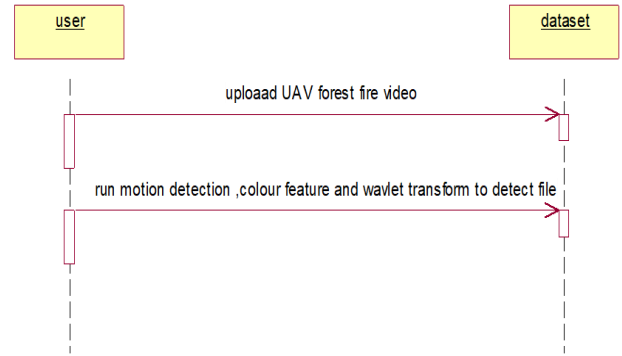 user
dataset
uploaad UAV forest fire video
run motion detection ,colour feature and wavlet transform to detect file